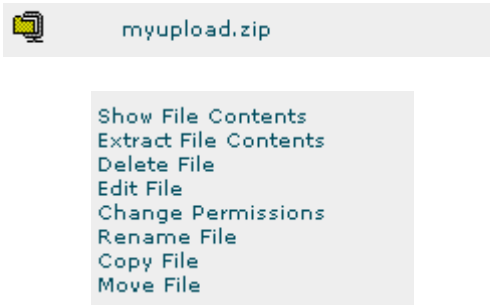 myupload.zip
Show File Contents
Extract File Contents
Delete File
Edit File
Change Permissions
Rename File
Copy File
Move File